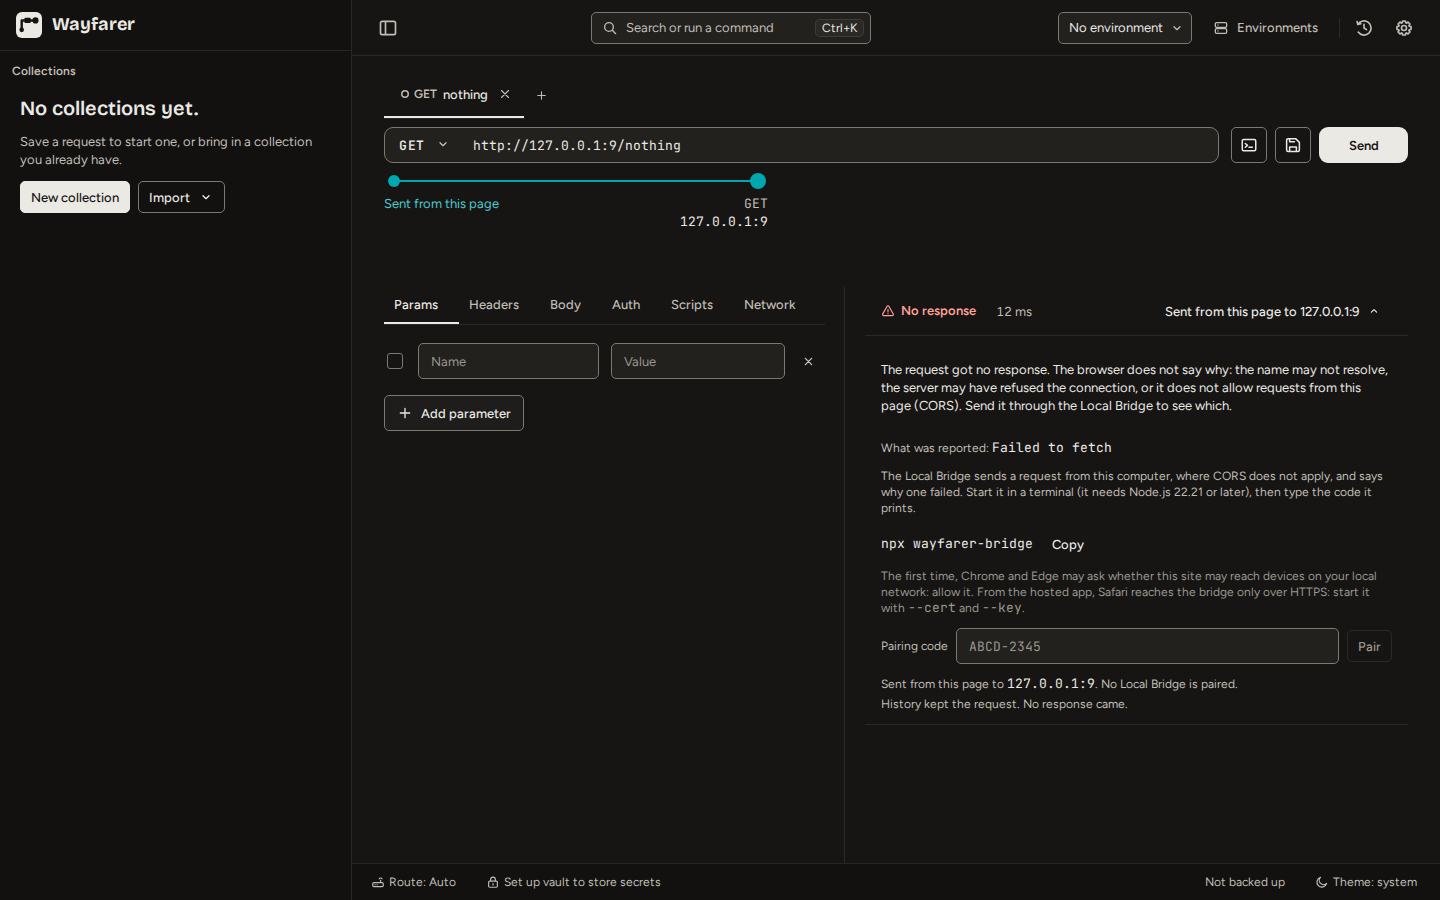 Wayfarer
Search or run a command
Ctrl+K
No environment
Environments
Collections
No collections yet.
Save a request to start one, or bring in a collection
you already have.
New collection
Import
GET nothing
GET
http://127.0.0.1:9/nothing
Send
Sent from this page
GET
127.0.0.1:9
Params
Headers
Body
Auth
Scripts
Network
Name
Value
Add parameter
No response
12 ms
Sent from this page to 127.0.0.1:9
The request got no response. The browser does not say why: the name may not resolve,
the server may have refused the connection, or it does not allow requests from this
page (CORS). Send it through the Local Bridge to see which.
What was reported: Failed to fetch
The Local Bridge sends a request from this computer, where CORS does not apply, and says
why one failed. Start it in a terminal (it needs Node.js 22.21 or later), then type the code it
prints.
npx wayfarer-bridge
Copy
The first time, Chrome and Edge may ask whether this site may reach devices on your local
network: allow it. From the hosted app, Safari reaches the bridge only over HTTPS: start it
with --cert and --key.
Pairing code
ABCD-2345
Pair
Sent from this page to 127.0.0.1:9. No Local Bridge is paired.
History kept the request. No response came.
Route: Auto
Set up vault to store secrets
Not backed up
Theme: system